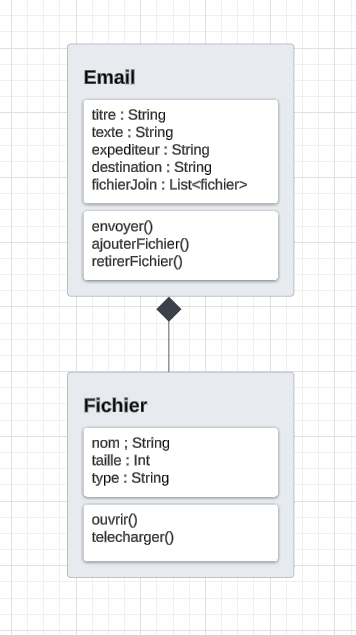 Email
titre : String
texte : String
expediteur : String
destination : String
fichierJoin : List<fichier>
envoyer()
ajouterFichier()
retirerFichier()
Fichier
nom ; String
taille : Int
type : String
ouvrir()
telecharger()